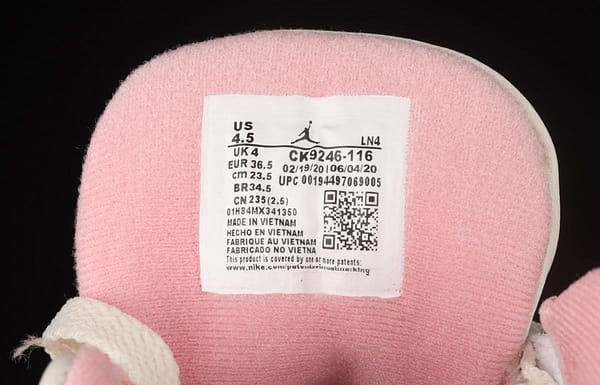 US
4.5
LN4
UK 4
CK9246-116
EUR 36.5
02/19/20 06/04/20
cm 23.5
UPC 00194497069005
BR 34.5
CN 235(2.5)
01H84MX341360
MADE IN VIETNAM
HECHO EN VIETNAM
FABRIQUE AU VIETNAM
FABRICADO NO VIETNA
This product is covered by one or more patents:
www.nike.com/patentvirtualmarking